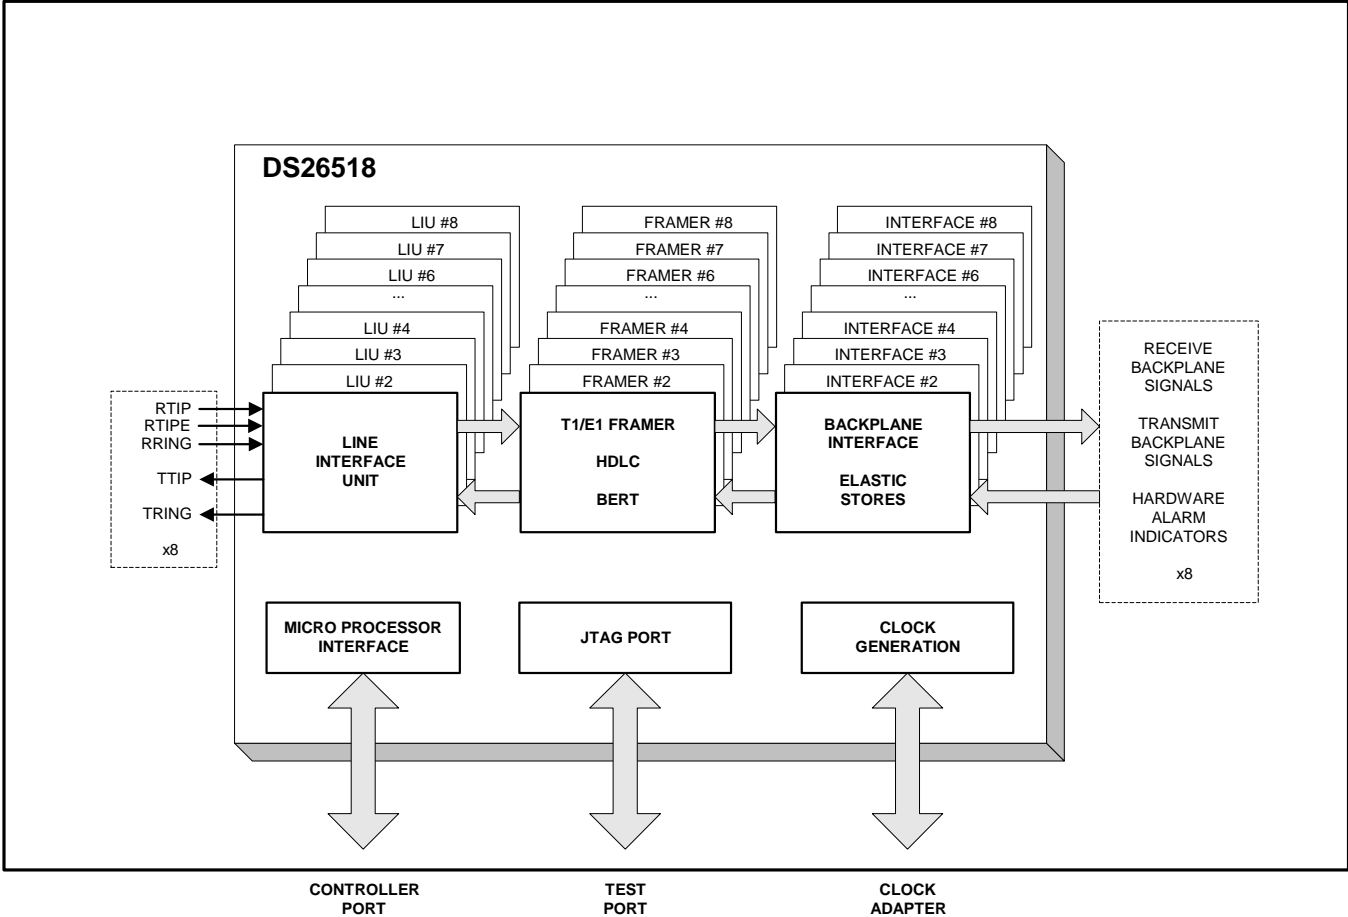 DS26518
LIU #8
LIU #7
LIU #6
...
LIU #4
LIU #3
LIU #2
LINE
INTERFACE
UNIT
FRAMER #8
FRAMER #7
FRAMER #6
...
FRAMER #4
FRAMER #3
FRAMER #2
T1/E1 FRAMER
HDLC
BERT
INTERFACE #8
INTERFACE #7
INTERFACE #6
...
INTERFACE #4
INTERFACE #3
INTERFACE #2
BACKPLANE
INTERFACE
ELASTIC
STORES
RTIP
RTIPE
RRING
TTIP
TRING
x8
RECEIVE
BACKPLANE
SIGNALS
TRANSMIT
BACKPLANE
SIGNALS
HARDWARE
ALARM
INDICATORS
x8
MICRO PROCESSOR
INTERFACE
JTAG PORT
CLOCK
GENERATION
CONTROLLER
PORT
TEST
PORT
CLOCK
ADAPTER